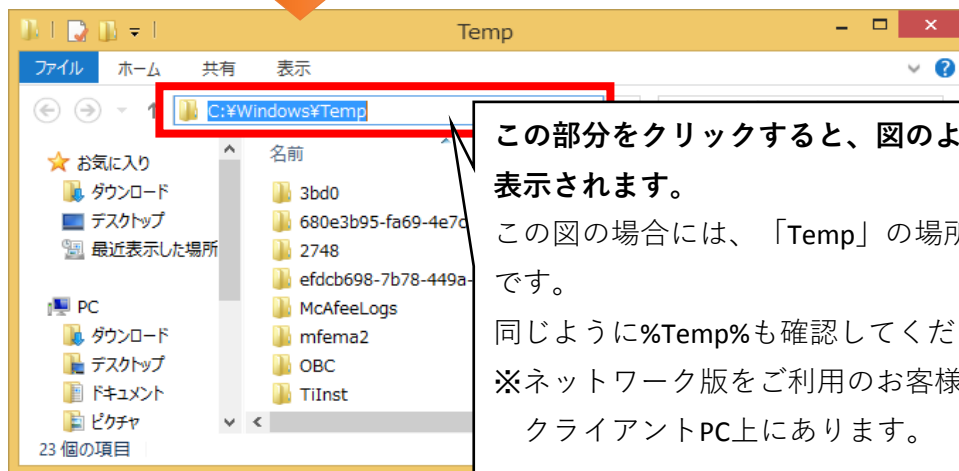 Temp
ファイル ホーム 共有 表示
C:¥Windows¥Temp
お気に入り
ダウンロード
デスクトップ
最近表示した場所
PC
ダウンロード
デスクトップ
ドキュメント
ピクチャ
23 個の項目
名前
3bd0
680e3b95-fa69-4e7c
2748
efdcb698-7b78-449a-
McAfeeLogs
mfema2
OBC
TiInst
この部分をクリックすると、図のよ
表示されます。
この図の場合には、「Temp」の場所
です。
同じように%Temp%も確認してくだ
※ネットワーク版をご利用のお客様
クライアントPC上にあります。